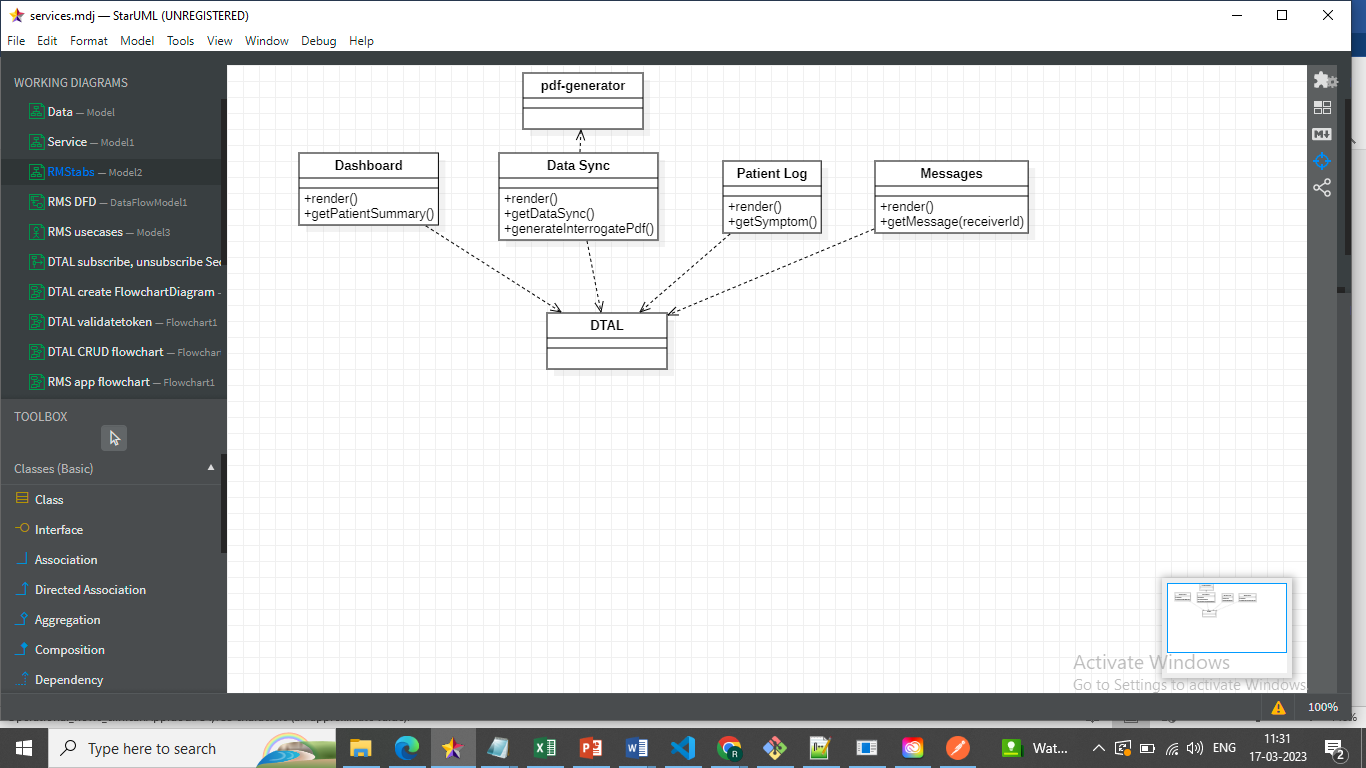 services.mdj — StarUML (UNREGISTERED)
File Edit Format Model Tools View Window Debug Help
WORKING DIAGRAMS
Data — Model
Service — Model1
RMStabs — Model2
RMS DFD — DataFlowModel1
RMS usecases — Model3
DTAL subscribe, unsubscribe Sec
DTAL create FlowchartDiagram —
DTAL validatetoken — Flowchart1
DTAL CRUD flowchart — Flowchar
RMS app flowchart — Flowchart1
TOOLBOX
Classes (Basic)
Class
Interface
Association
Directed Association
Aggregation
Composition
Dependency
pdf-generator
Dashboard
+render()
+getPatientSummary()
Data Sync
+render()
+getDataSync()
+generateInterrogatePdf()
Patient Log
+render()
+getSymptom()
Messages
+render()
+getMessage(receiverId)
DTAL
M
Activate Windows
Go to Settings to activate Windows
100%
Type here to search
Wat...
ENG
11:31
17-03-2023
2